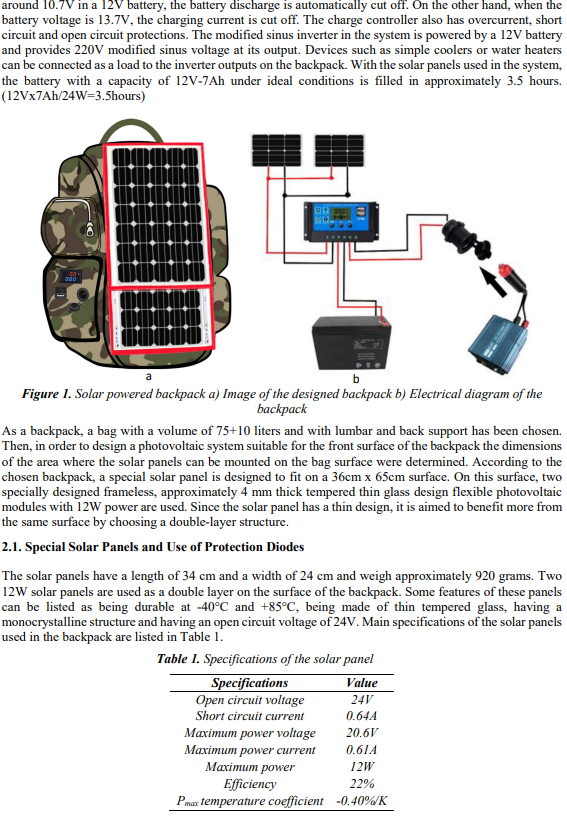 around 10.7V in a 12V battery, the battery discharge is automatically cut off. On the other hand, when the
battery voltage is 13.7V, the charging current is cut off. The charge controller also has overcurrent, short
circuit and open circuit protections. The modified sinus inverter in the system is powered by a 12V battery
and provides 220V modified sinus voltage at its output. Devices such as simple coolers or water heaters
can be connected as a load to the inverter outputs on the backpack. With the solar panels used in the system,
the battery with a capacity of 12V-7Ah under ideal conditions is filled in approximately 3.5 hours.
(12Vx7Ah/24W=3.5hours)
a
b
Figure 1. Solar powered backpack a) Image of the designed backpack b) Electrical diagram of the
backpack
As a backpack, a bag with a volume of 75+10 liters and with lumbar and back support has been chosen.
Then, in order to design a photovoltaic system suitable for the front surface of the backpack the dimensions
of the area where the solar panels can be mounted on the bag surface were determined. According to the
chosen backpack, a special solar panel is designed to fit on a 36cm x 65cm surface. On this surface, two
specially designed frameless, approximately 4 mm thick tempered thin glass design flexible photovoltaic
modules with 12W power are used. Since the solar panel has a thin design, it is aimed to benefit more from
the same surface by choosing a double-layer structure.
2.1. Special Solar Panels and Use of Protection Diodes
The solar panels have a length of 34 cm and a width of 24 cm and weigh approximately 920 grams. Two
12W solar panels are used as a double layer on the surface of the backpack. Some features of these panels
can be listed as being durable at -40°C and +85°C, being made of thin tempered glass, having a
monocrystalline structure and having an open circuit voltage of 24V. Main specifications of the solar panels
used in the backpack are listed in Table 1.
Table 1. Specifications of the solar panel
Specifications Value
Open circuit voltage 24V
Short circuit current 0.64A
Maximum power voltage 20.6V
Maximum power current 0.61A
Maximum power 12W
Efficiency 22%
Pmax temperature coefficient -0.40%/K